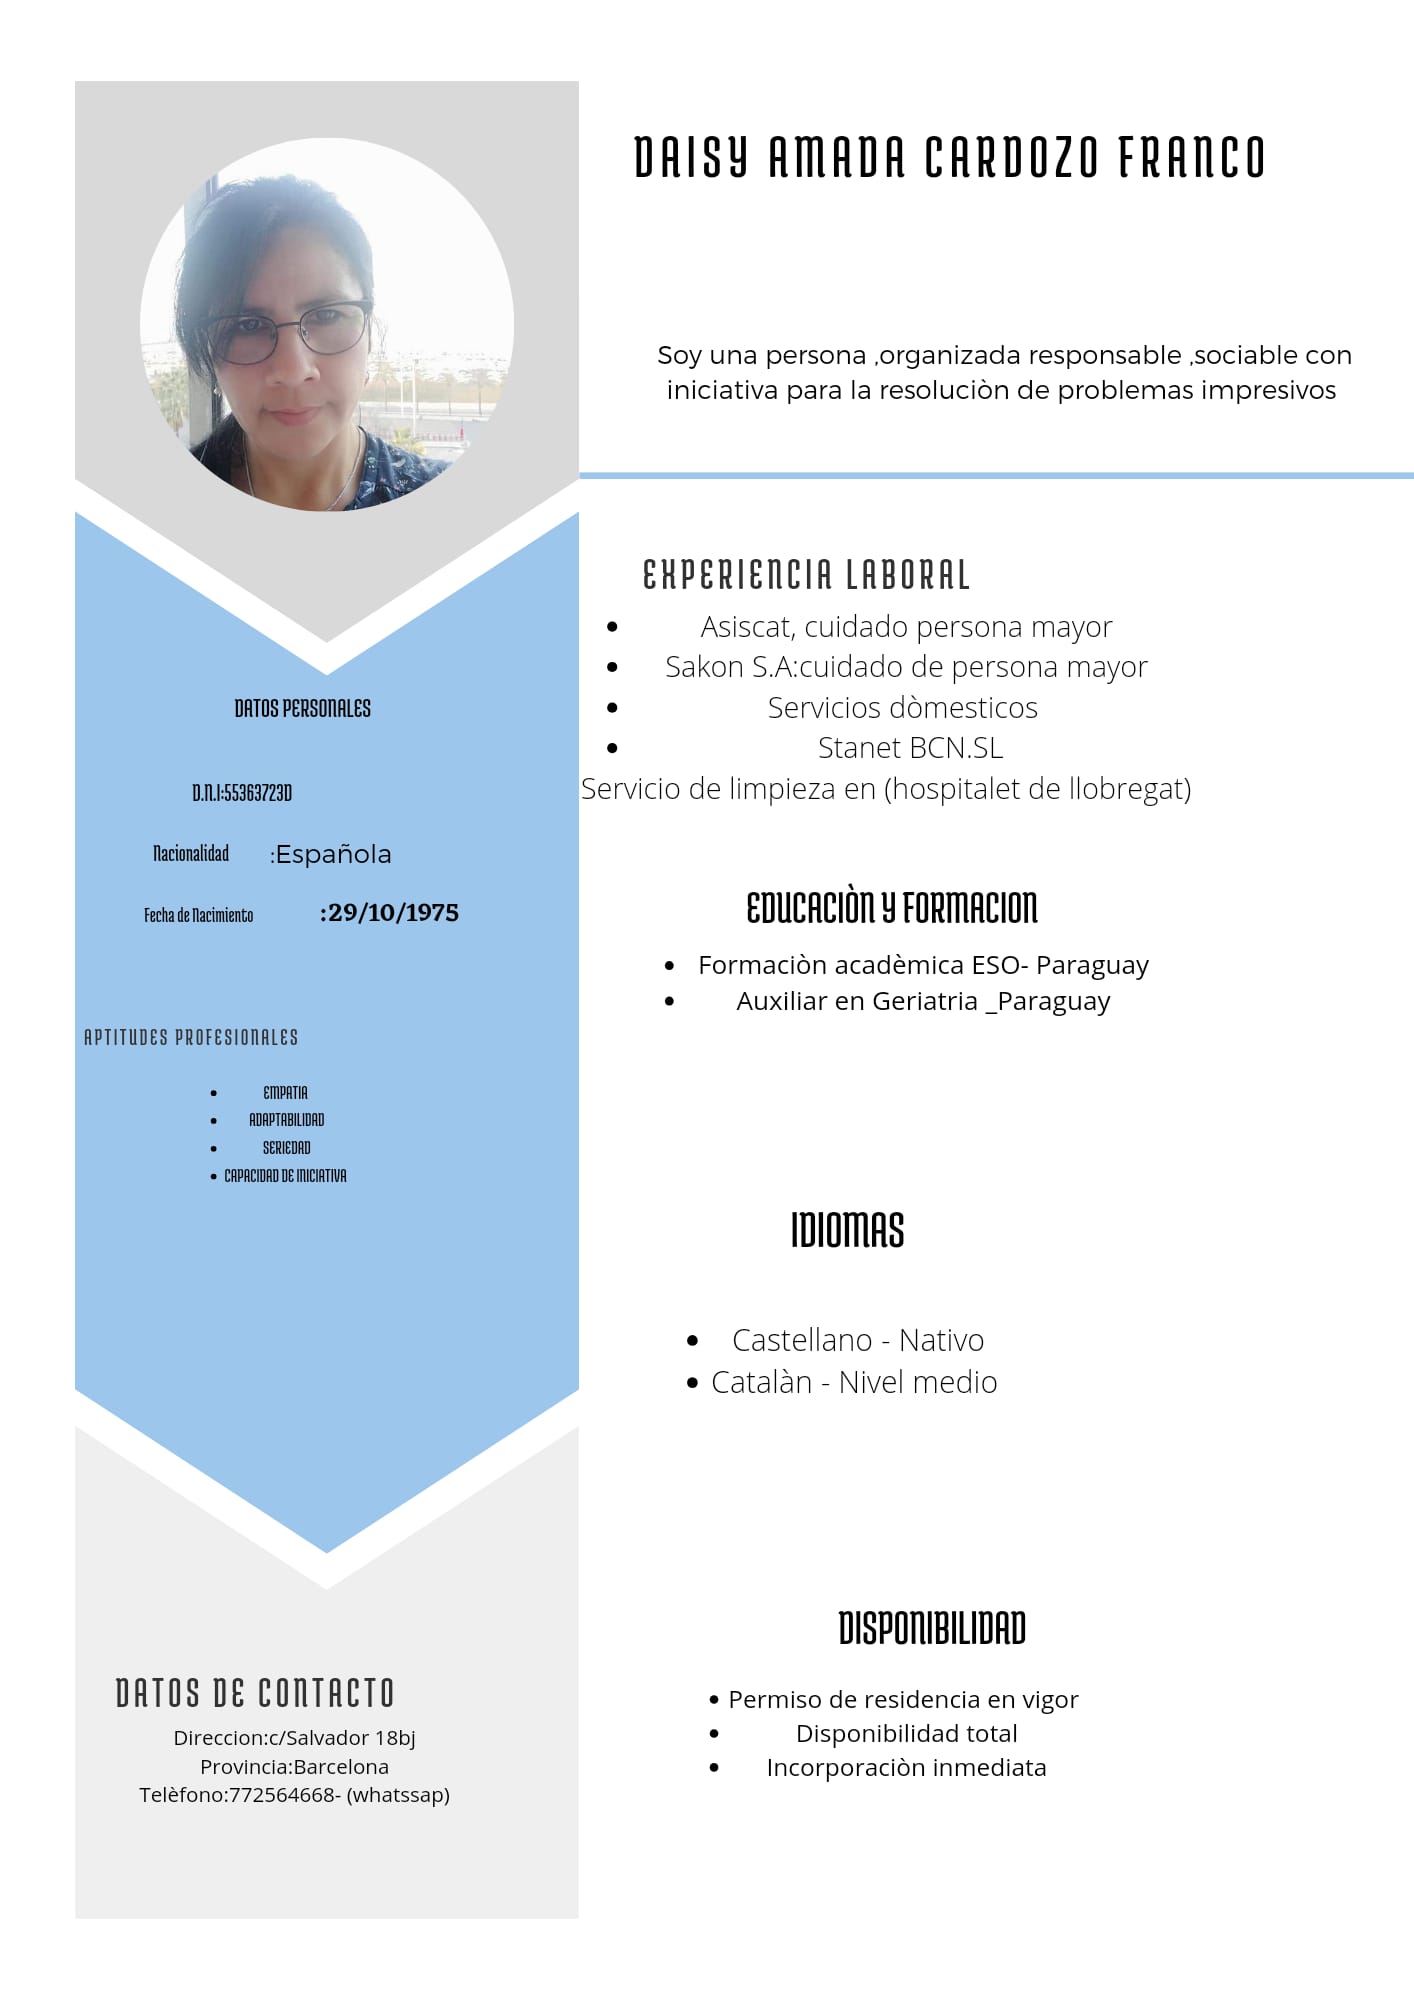 DAISY AMADA CARDOZO FRANCO
Soy una persona ,organizada responsable ,sociable con
iniciativa para la resoluciòn de problemas impresivos
EXPERIENCIA LABORAL
• Asiscat, cuidado persona mayor
• Sakon S.A:cuidado de persona mayor
• Servicios dòmesticos
• Stanet BCN.SL
Servicio de limpieza en (hospitalet de llobregat)
EDUCACIÒN Y FORMACION
• Formaciòn acadèmica ESO- Paraguay
• Auxiliar en Geriatria _Paraguay
IDIOMAS
• Castellano - Nativo
• Catalàn - Nivel medio
DISPONIBILIDAD
• Permiso de residencia en vigor
• Disponibilidad total
• Incorporaciòn inmediata
DATOS PERSONALES
D.N.I:55363723D
Nacionalidad :Española
Fecha de Nacimiento :29/10/1975
APTITUDES PROFESIONALES
• EMPATIA
• ADAPTABILIDAD
• SERIEDAD
• CAPACIDAD DE INICIATIVA
DATOS DE CONTACTO
Direccion:c/Salvador 18bj
Provincia:Barcelona
Telèfono:772564668- (whatssap)